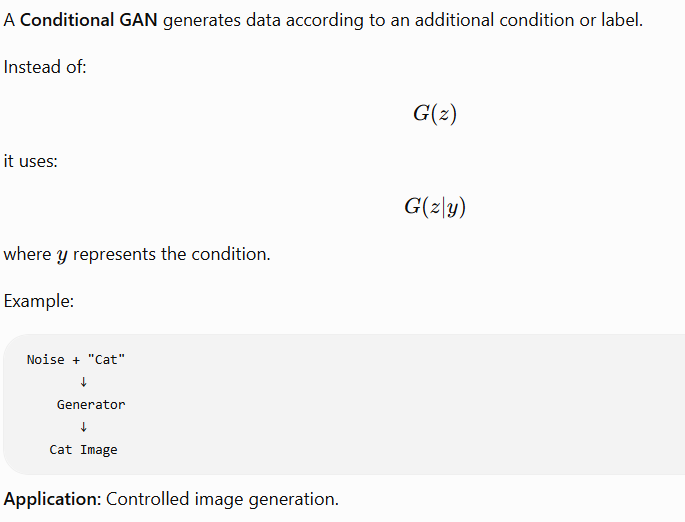 A Conditional GAN generates data according to an additional condition or label.
Instead of:
G(z)
it uses:
G(z|y)
where y represents the condition.
Example:
Noise + "Cat"
↓
Generator
↓
Cat Image
Application: Controlled image generation.